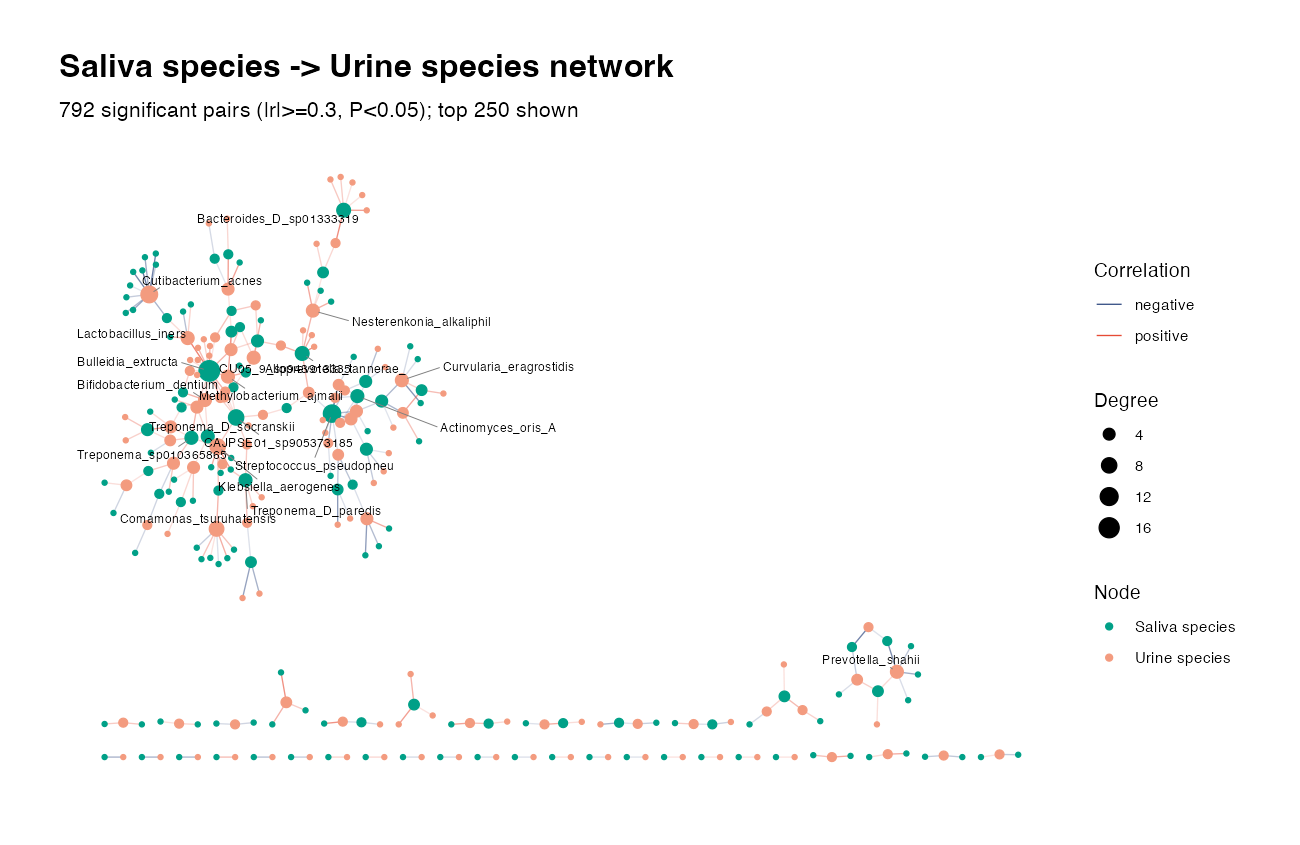 Saliva species -> Urine species network
792 significant pairs (|r|>=0.3, P<0.05); top 250 shown
Bacteroides_D_sp01333319
Cutibacterium_acnes
Nesterenkonia_alkaliphil
Lactobacillus_iners
Bulleidia_extructa
Curvularia_eragrostidis
Bifidobacterium_dentium
Methylobacterium_ajmalii
Treponema_D_socranskii
Actinomyces_oris_A
CAJPSE01_sp905373185
Treponema_sp010365865
Streptococcus_pseudopneu
Klebsiella_aerogenes
Treponema_D_paredis
Comamonas_tsuruhatensis
Prevotella_shahii
Correlation
negative
positive
Degree
4
8
12
16
Node
Saliva species
Urine species